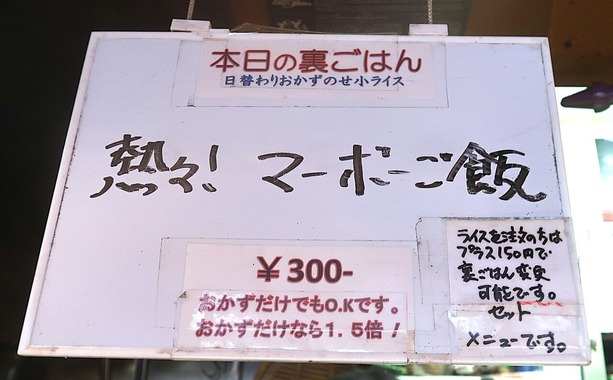 本日の裏ごはん
日替わりおかずのせ小ライス
熱々! マーボーご飯
￥300-
おかずだけでもO.Kです。
おかずだけなら1.5倍！
ライスを注文のちは
プラス150円で
裏ごはん変更
可能です。
セット
メニューです。